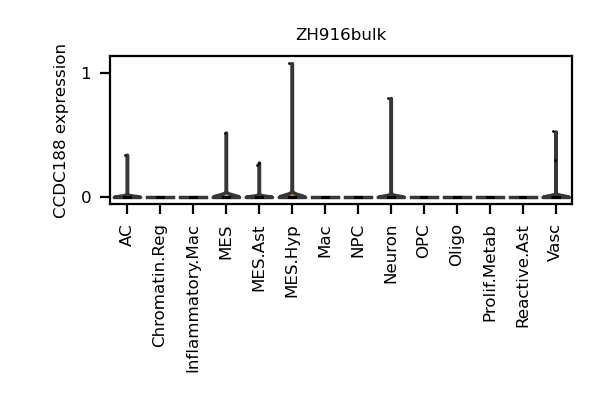 ZH916bulk
CCDC188 expression
1
0
AC
Chromatin.Reg
Inflammatory.Mac
MES
MES.Ast
MES.Hyp
Mac
NPC
Neuron
OPC
Oligo
Prolif.Metab
Reactive.Ast
Vasc